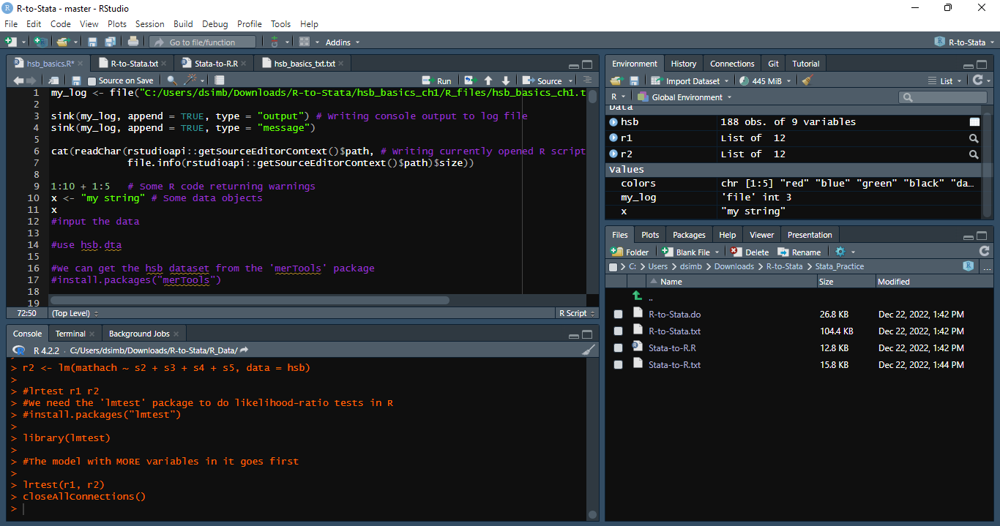 R-to-Stata - master - RStudio
File Edit Code View Plots Session Build Debug Profile Tools Help
Go to file/function Addins R-to-Stata
hsb_basics.R* R-to-Stata.txt Stata-to-R.R hsb_basics_txt.txt
Source on Save Run Source
1 my_log <- file("C:/Users/dsimb/Downloads/R-to-Stata/hsb_basics_ch1/R_files/hsb_basics_ch1.t
2
3 sink(my_log, append = TRUE, type = "output") # Writing console output to log file
4 sink(my_log, append = TRUE, type = "message")
5
6 cat(readChar(rstudioapi::getSourceEditorContext()$path, # Writing currently opened R script
7 file.info(rstudioapi::getSourceEditorContext()$path)$size))
8
9 1:10 + 1:5 # Some R code returning warnings
10 x <- "my string" # Some data objects
11 x
12 #input the data
13
14 #use hsb.dta
15
16 #We can get the hsb dataset from the 'merTools' package
17 #install.packages("merTools")
18
19
72:50 (Top Level) R Script
Console Terminal Background Jobs
R 4.2.2 · C:/Users/dsimb/Downloads/R-to-Stata/R_Data/
> r2 <- lm(mathach ~ s2 + s3 + s4 + s5, data = hsb)
>
> #lrtest r1 r2
> #We need the 'lmtest' package to do likelihood-ratio tests in R
> #install.packages("lmtest")
>
> library(lmtest)
>
> #The model with MORE variables in it goes first
>
> lrtest(r1, r2)
> closeAllConnections()
>
Environment History Connections Git Tutorial
Import Dataset 445 MiB List
R Global Environment
Data
hsb 188 obs. of 9 variables
r1 List of 12
r2 List of 12
Values
colors chr [1:5] "red" "blue" "green" "black" "da…
my_log 'file' int 3
x "my string"
Files Plots Packages Help Viewer Presentation
Folder Blank File Delete Rename
C: > Users > dsimb > Downloads > R-to-Stata > Stata_Practice ...
Name Size Modified
..
R-to-Stata.do 26.8 KB Dec 22, 2022, 1:42 PM
R-to-Stata.txt 104.4 KB Dec 22, 2022, 1:42 PM
Stata-to-R.R 12.8 KB Dec 22, 2022, 1:42 PM
Stata-to-R.txt 15.8 KB Dec 22, 2022, 1:44 PM